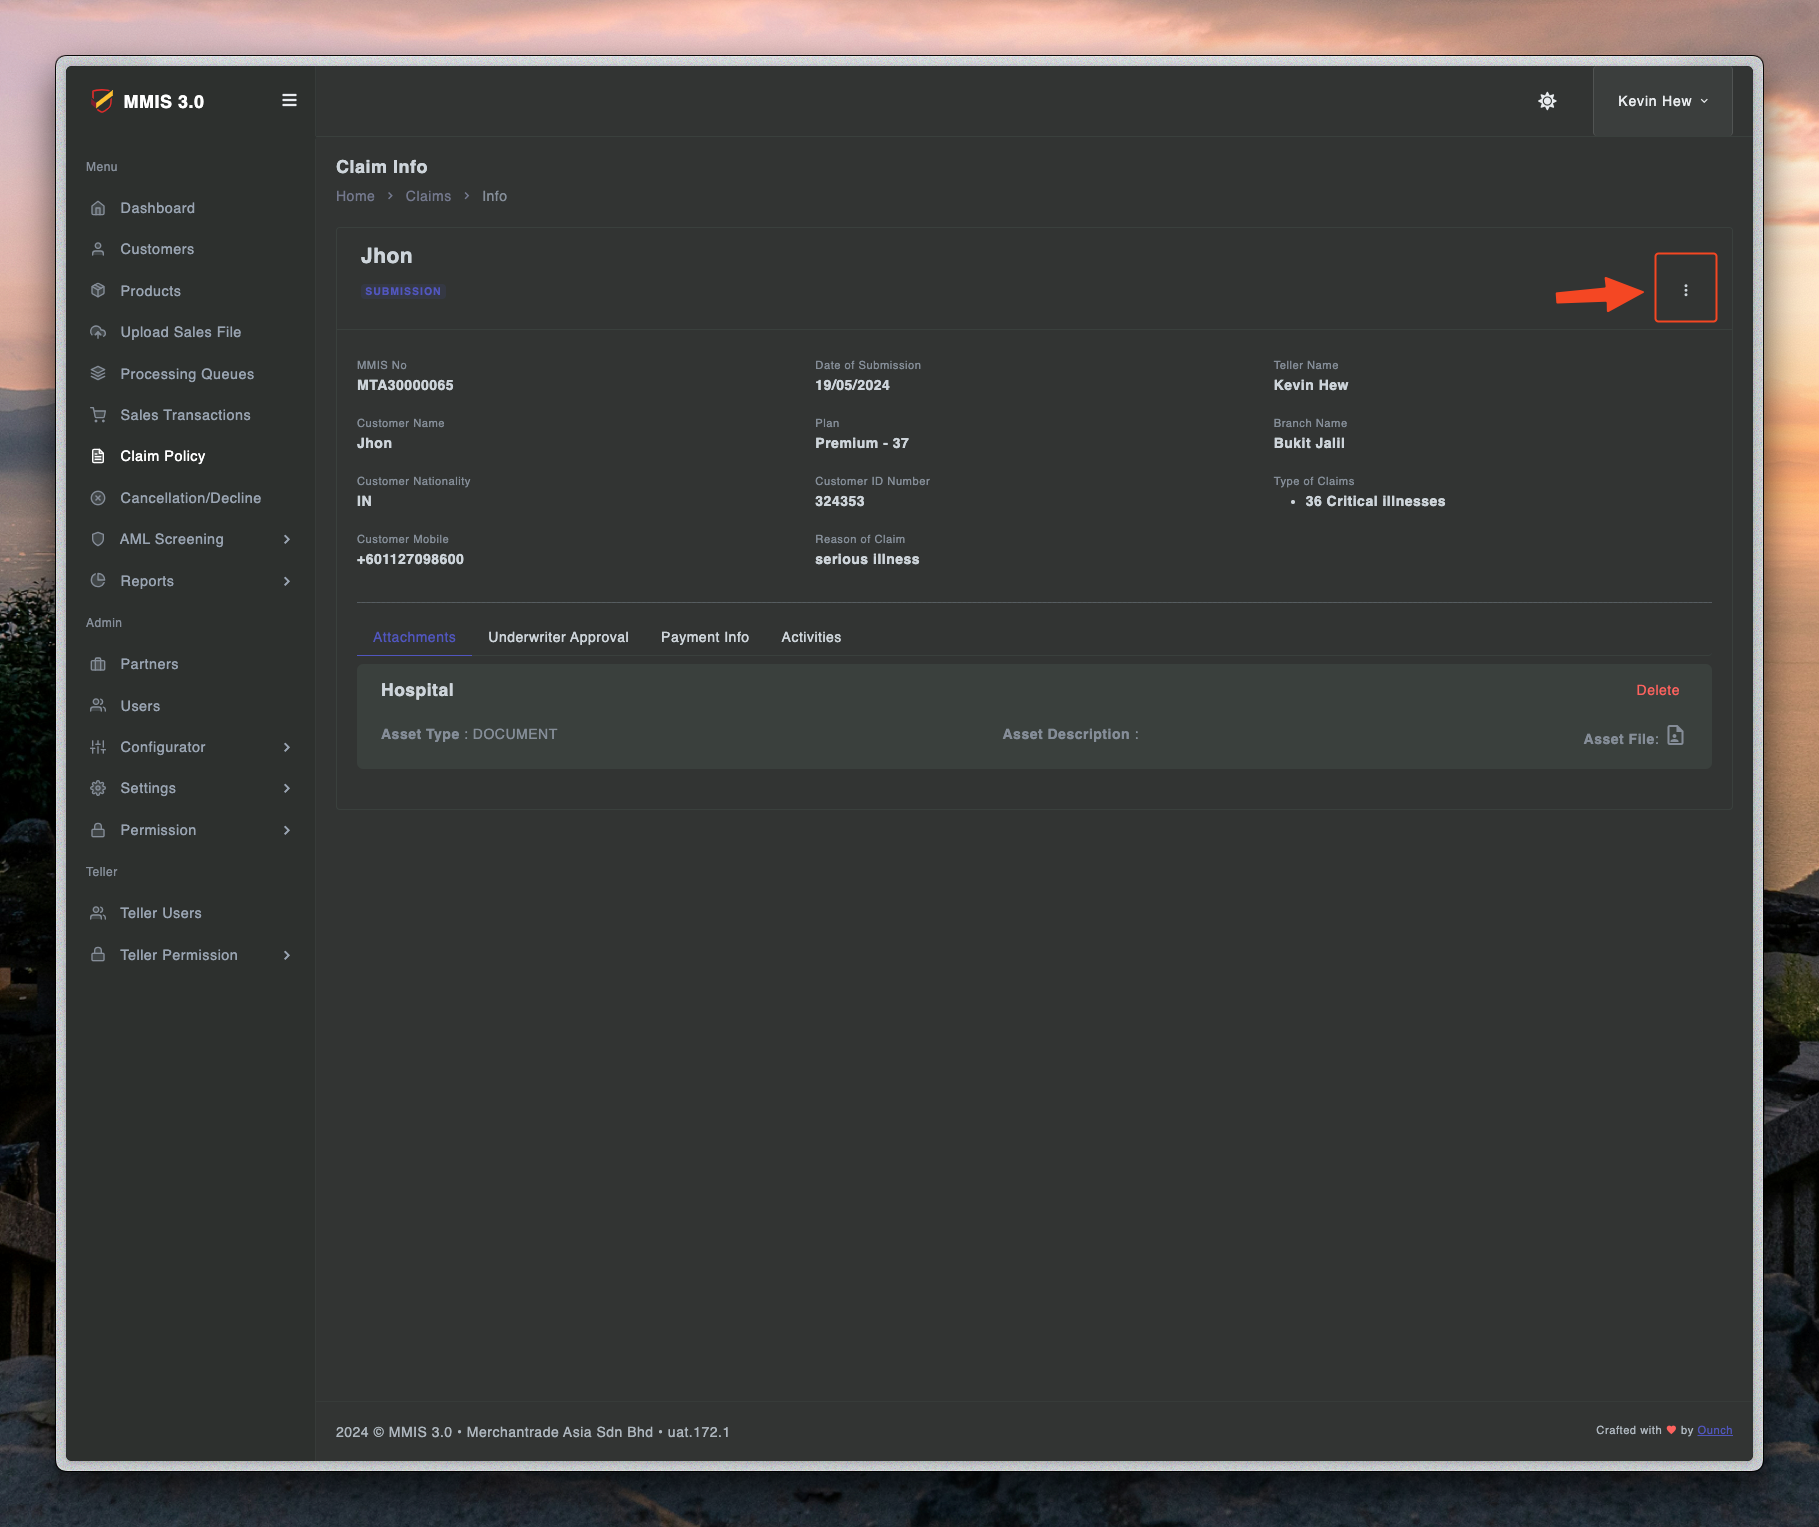 MMIS 3.0
Kevin Hew
Menu
Dashboard
Customers
Products
Upload Sales File
Processing Queues
Sales Transactions
Claim Policy
Cancellation/Decline
AML Screening
Reports
Admin
Partners
Users
Configurator
Settings
Permission
Teller
Teller Users
Teller Permission
Claim Info
Home > Claims > Info
Jhon
SUBMISSION
MMIS No
MTA30000065
Date of Submission
19/05/2024
Teller Name
Kevin Hew
Customer Name
Jhon
Plan
Premium - 37
Branch Name
Bukit Jalil
Customer Nationality
IN
Customer ID Number
324353
Type of Claims
• 36 Critical illnesses
Customer Mobile
+601127098600
Reason of Claim
serious illness
Attachments Underwriter Approval Payment Info Activities
Hospital Delete
Asset Type : DOCUMENT Asset Description : Asset File:
2024 © MMIS 3.0 • Merchantrade Asia Sdn Bhd • uat.172.1
Crafted with ♥ by Ounch